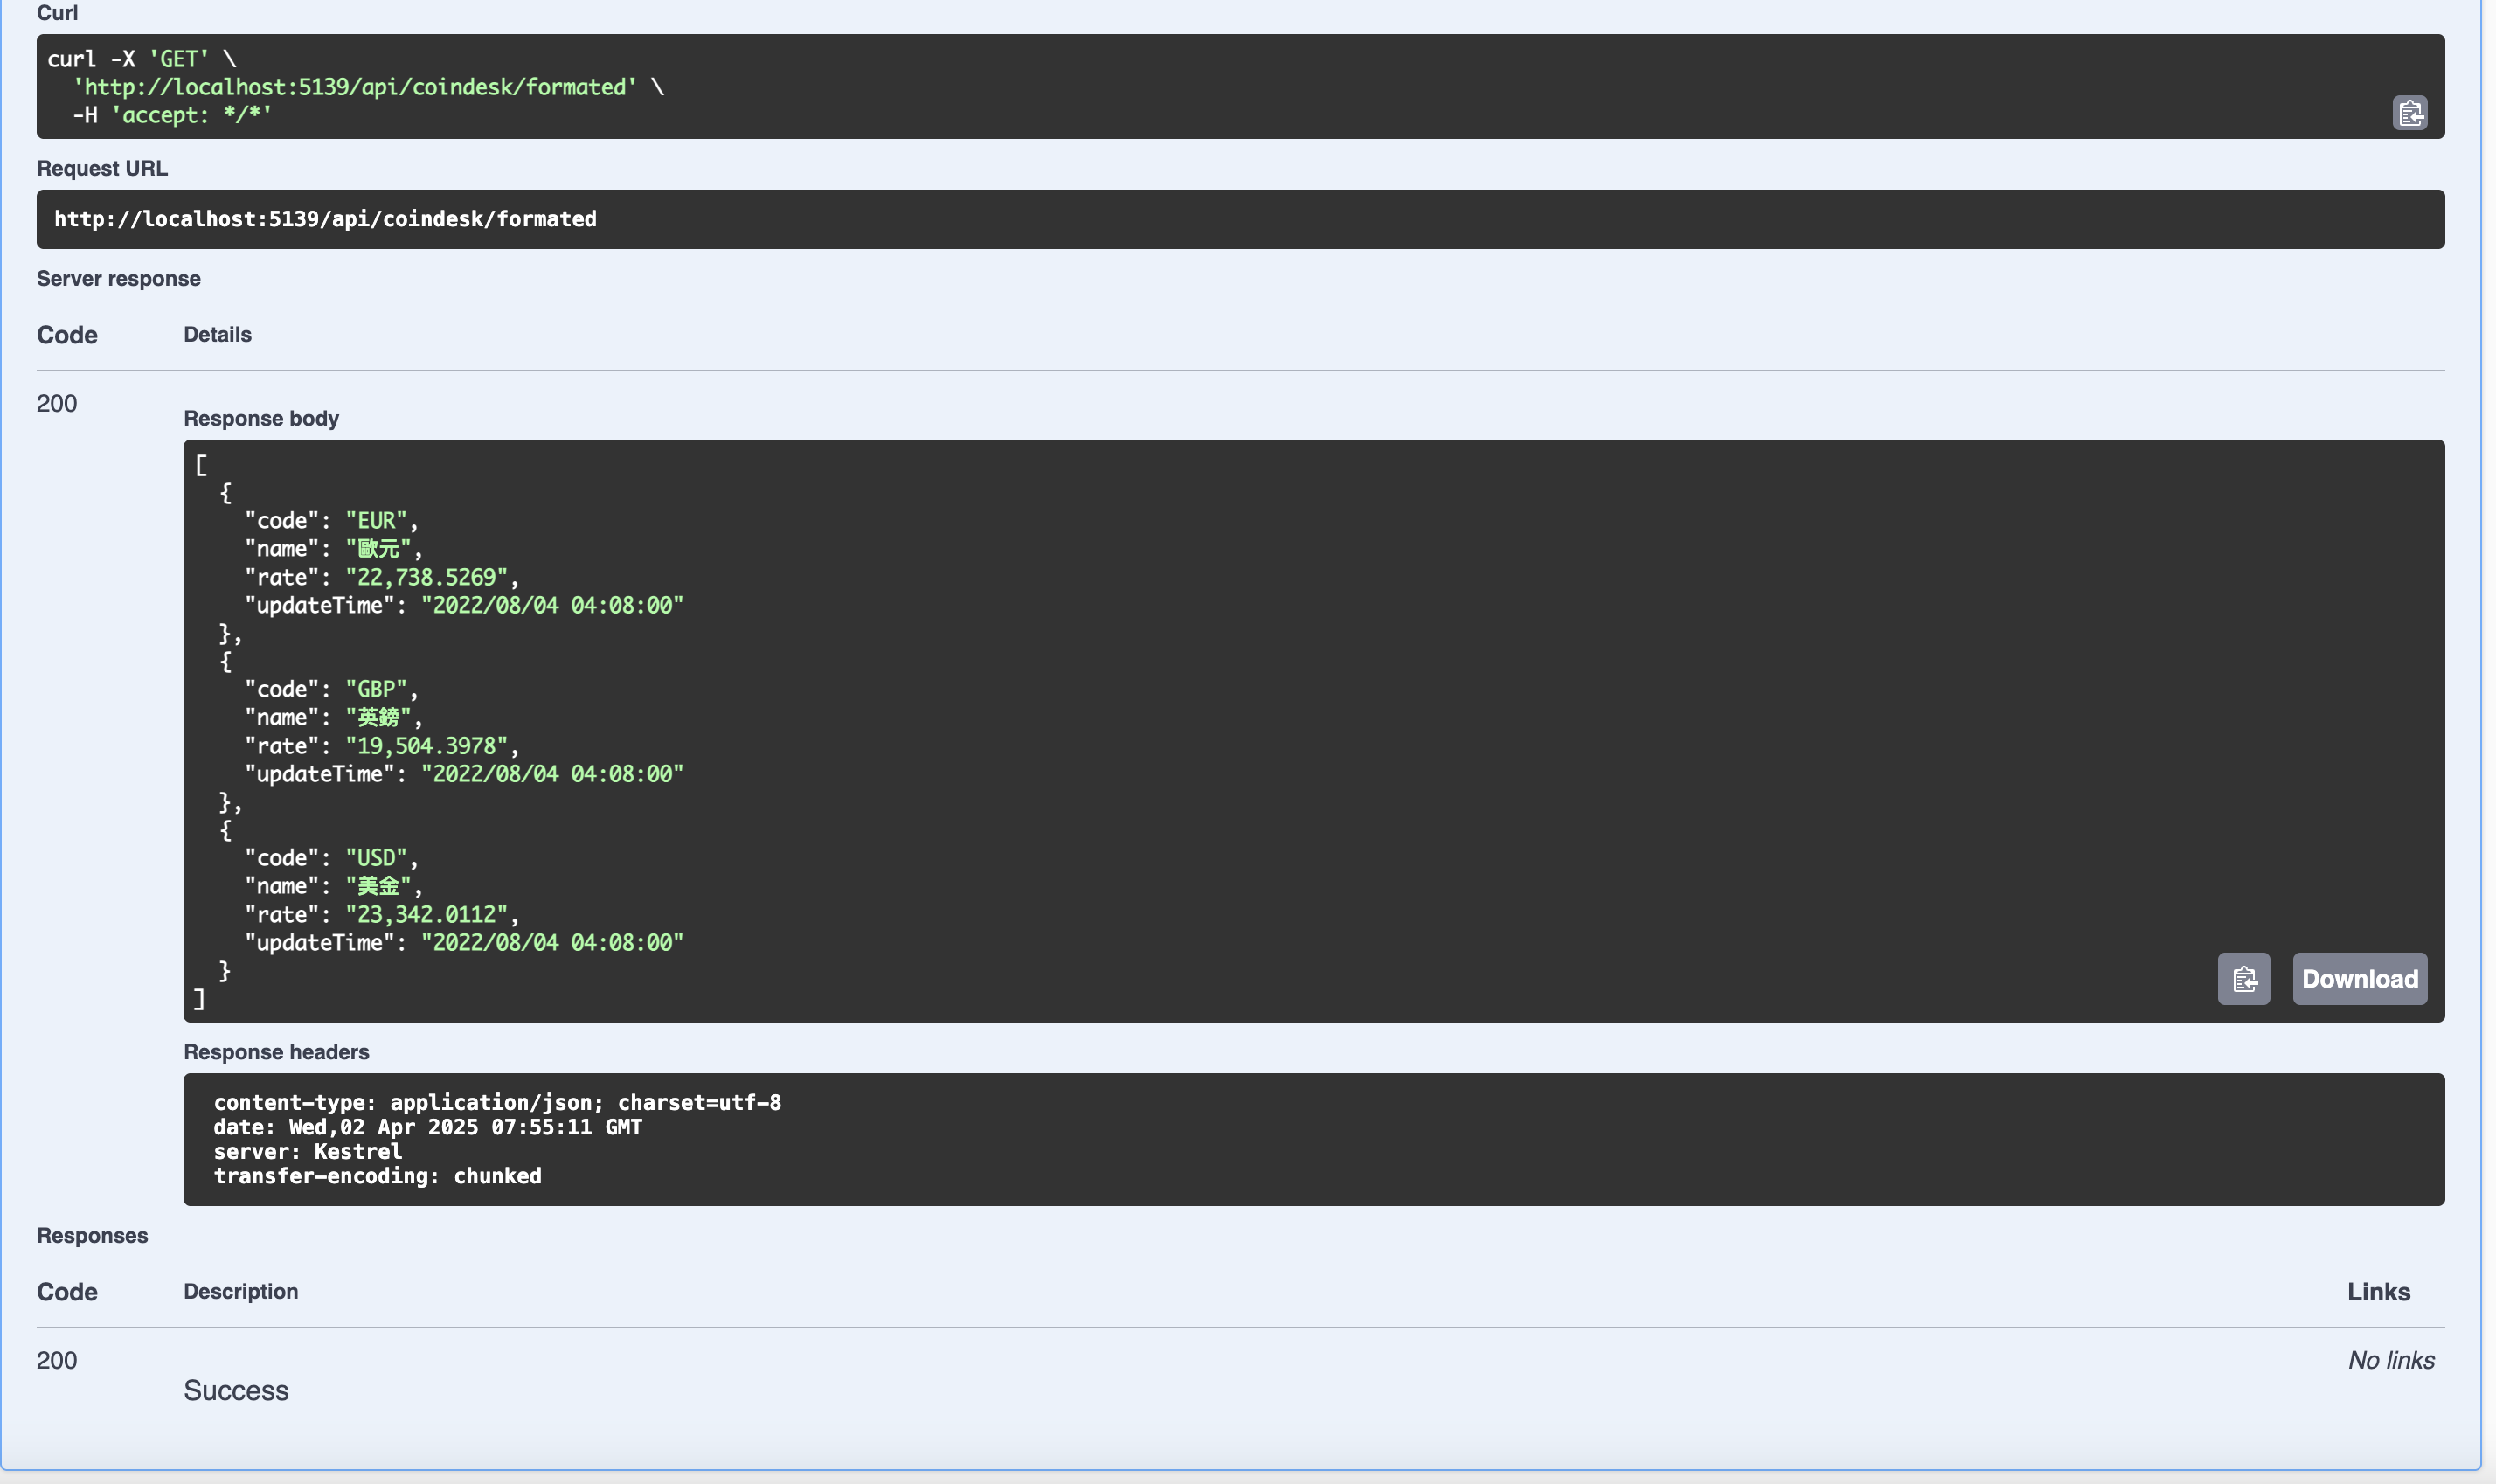 Curl
curl -X 'GET' \
  'http://localhost:5139/api/coindesk/formated' \
  -H 'accept: */*'
Request URL
http://localhost:5139/api/coindesk/formated
Server response
Code Details
200
Response body
[
  {
    "code": "EUR",
    "name": "歐元",
    "rate": "22,738.5269",
    "updateTime": "2022/08/04 04:08:00"
  },
  {
    "code": "GBP",
    "name": "英鎊",
    "rate": "19,504.3978",
    "updateTime": "2022/08/04 04:08:00"
  },
  {
    "code": "USD",
    "name": "美金",
    "rate": "23,342.0112",
    "updateTime": "2022/08/04 04:08:00"
  }
]
Download
Response headers
content-type: application/json; charset=utf-8
date: Wed,02 Apr 2025 07:55:11 GMT
server: Kestrel
transfer-encoding: chunked
Responses
Code Description Links
200 No links
Success